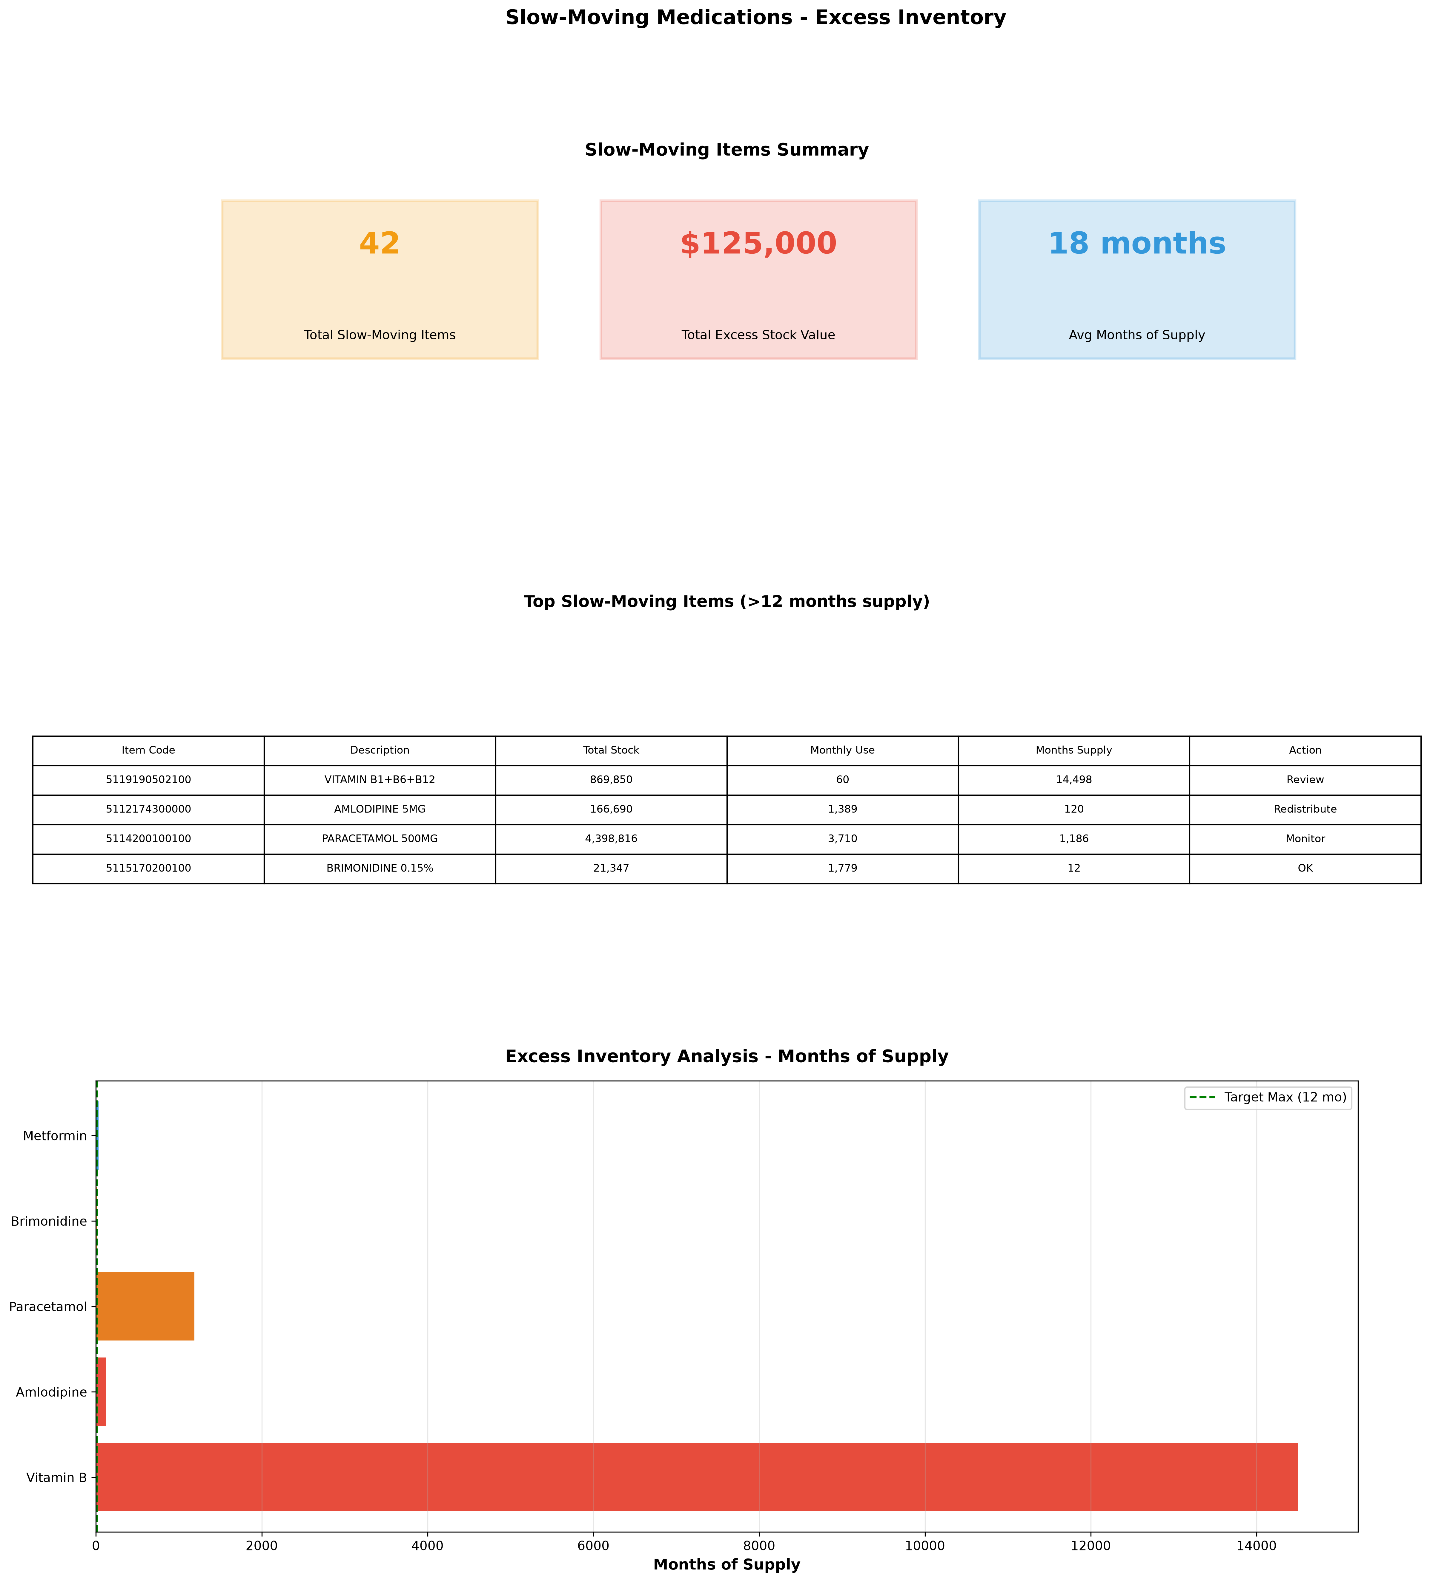 Slow-Moving Medications - Excess Inventory
Slow-Moving Items Summary
42
Total Slow-Moving Items
$125,000
Total Excess Stock Value
18 months
Avg Months of Supply
Top Slow-Moving Items (>12 months supply)
Item Code Description Total Stock Monthly Use Months Supply Action
5119190502100 VITAMIN B1+B6+B12 869,850 60 14,498 Review
5112174300000 AMLODIPINE 5MG 166,690 1,389 120 Redistribute
5114200100100 PARACETAMOL 500MG 4,398,816 3,710 1,186 Monitor
5115170200100 BRIMONIDINE 0.15% 21,347 1,779 12 OK
Excess Inventory Analysis - Months of Supply
Target Max (12 mo)
Metformin
Brimonidine
Paracetamol
Amlodipine
Vitamin B
0 2000 4000 6000 8000 10000 12000 14000
Months of Supply